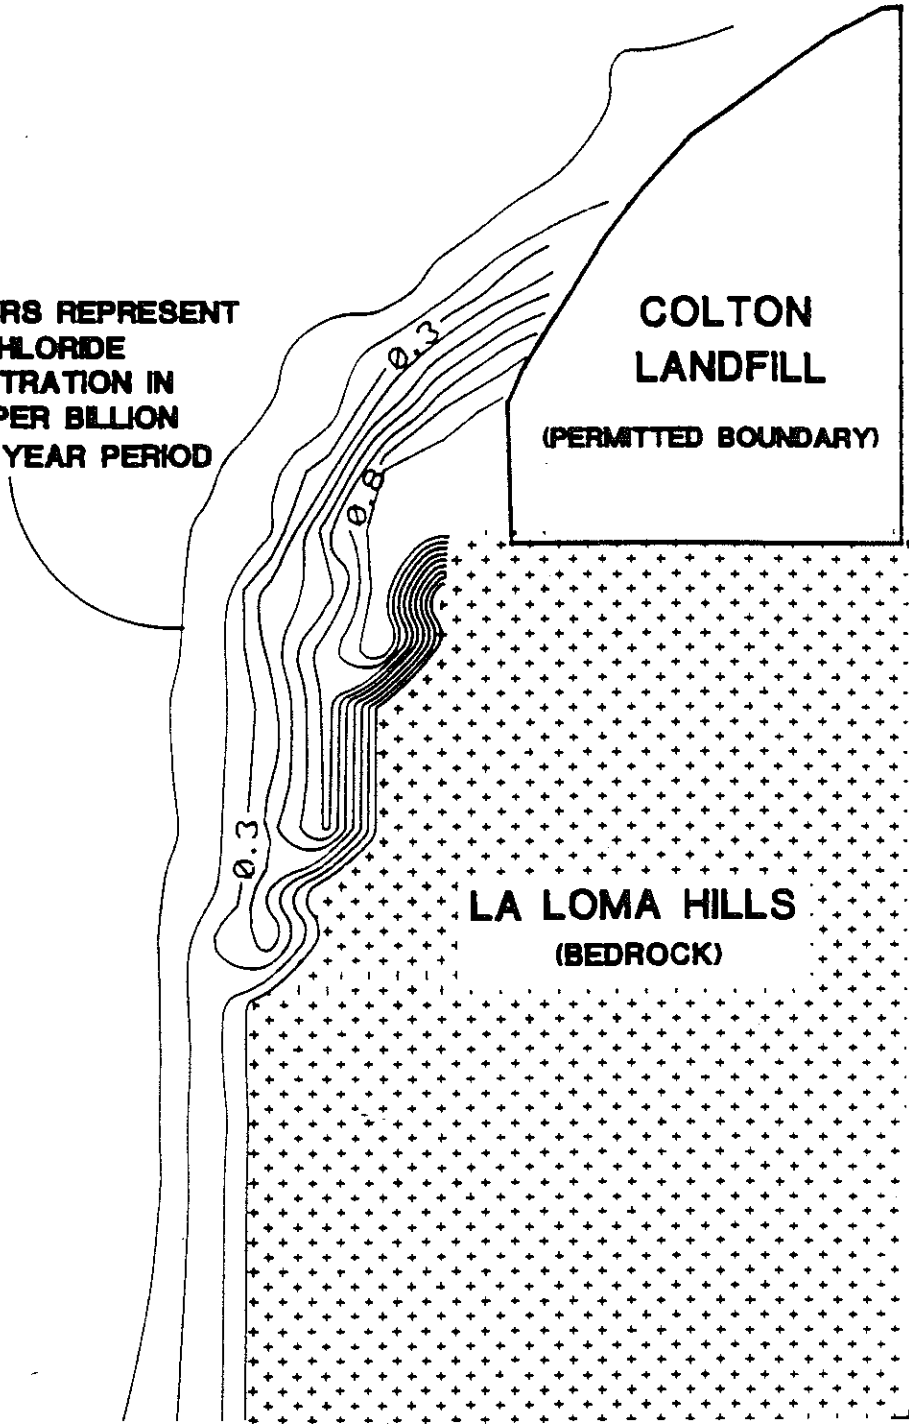 RS REPRESENT
HLORIDE
TRATION IN
PER BILLION
YEAR PERIOD
COLTON
LANDFILL
(PERMITTED BOUNDARY)
0.3
0.8
0.3
LA LOMA HILLS
(BEDROCK)